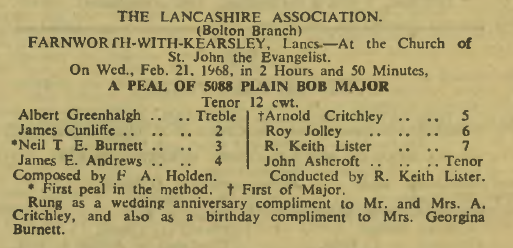 THE LANCASHIRE ASSOCIATION.
(Bolton Branch)
FARNWORTH-WITH-KEARSLEY, Lancs.—At the Church of
St. John the Evangelist.
On Wed., Feb. 21, 1968, in 2 Hours and 50 Minutes,
A PEAL OF 5088 PLAIN BOB MAJOR
Tenor 12 cwt.
Albert Greenhalgh .. .. Treble | †Arnold Critchley .. .. 5
James Cunliffe .. .. .. 2 | Roy Jolley .. .. .. 6
*Neil T E. Burnett .. .. 3 | R. Keith Lister .. .. 7
James E. Andrews .. .. 4 | John Ashcroft .. .. .. Tenor
Composed by F A. Holden. Conducted by R. Keith Lister.
* First peal in the method. † First of Major.
Rung as a wedding anniversary compliment to Mr. and Mrs. A.
Critchley, and also as a birthday compliment to Mrs. Georgina
Burnett.